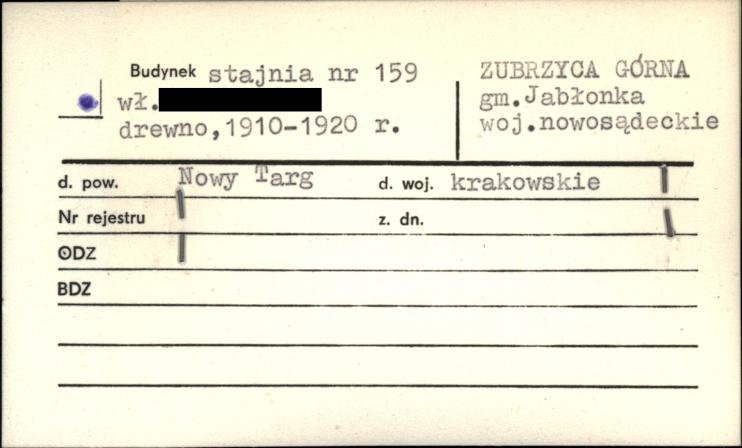 Budynek stajnia nr 159
wł.
drewno, 1910-1920 r.
ZUBRZYCA GÓRNA
gm. Jabłonka
woj. nowosądeckie
d. pow. Nowy Targ d. woj. krakowskie
Nr rejestru z. dn.
ODZ
BDZ